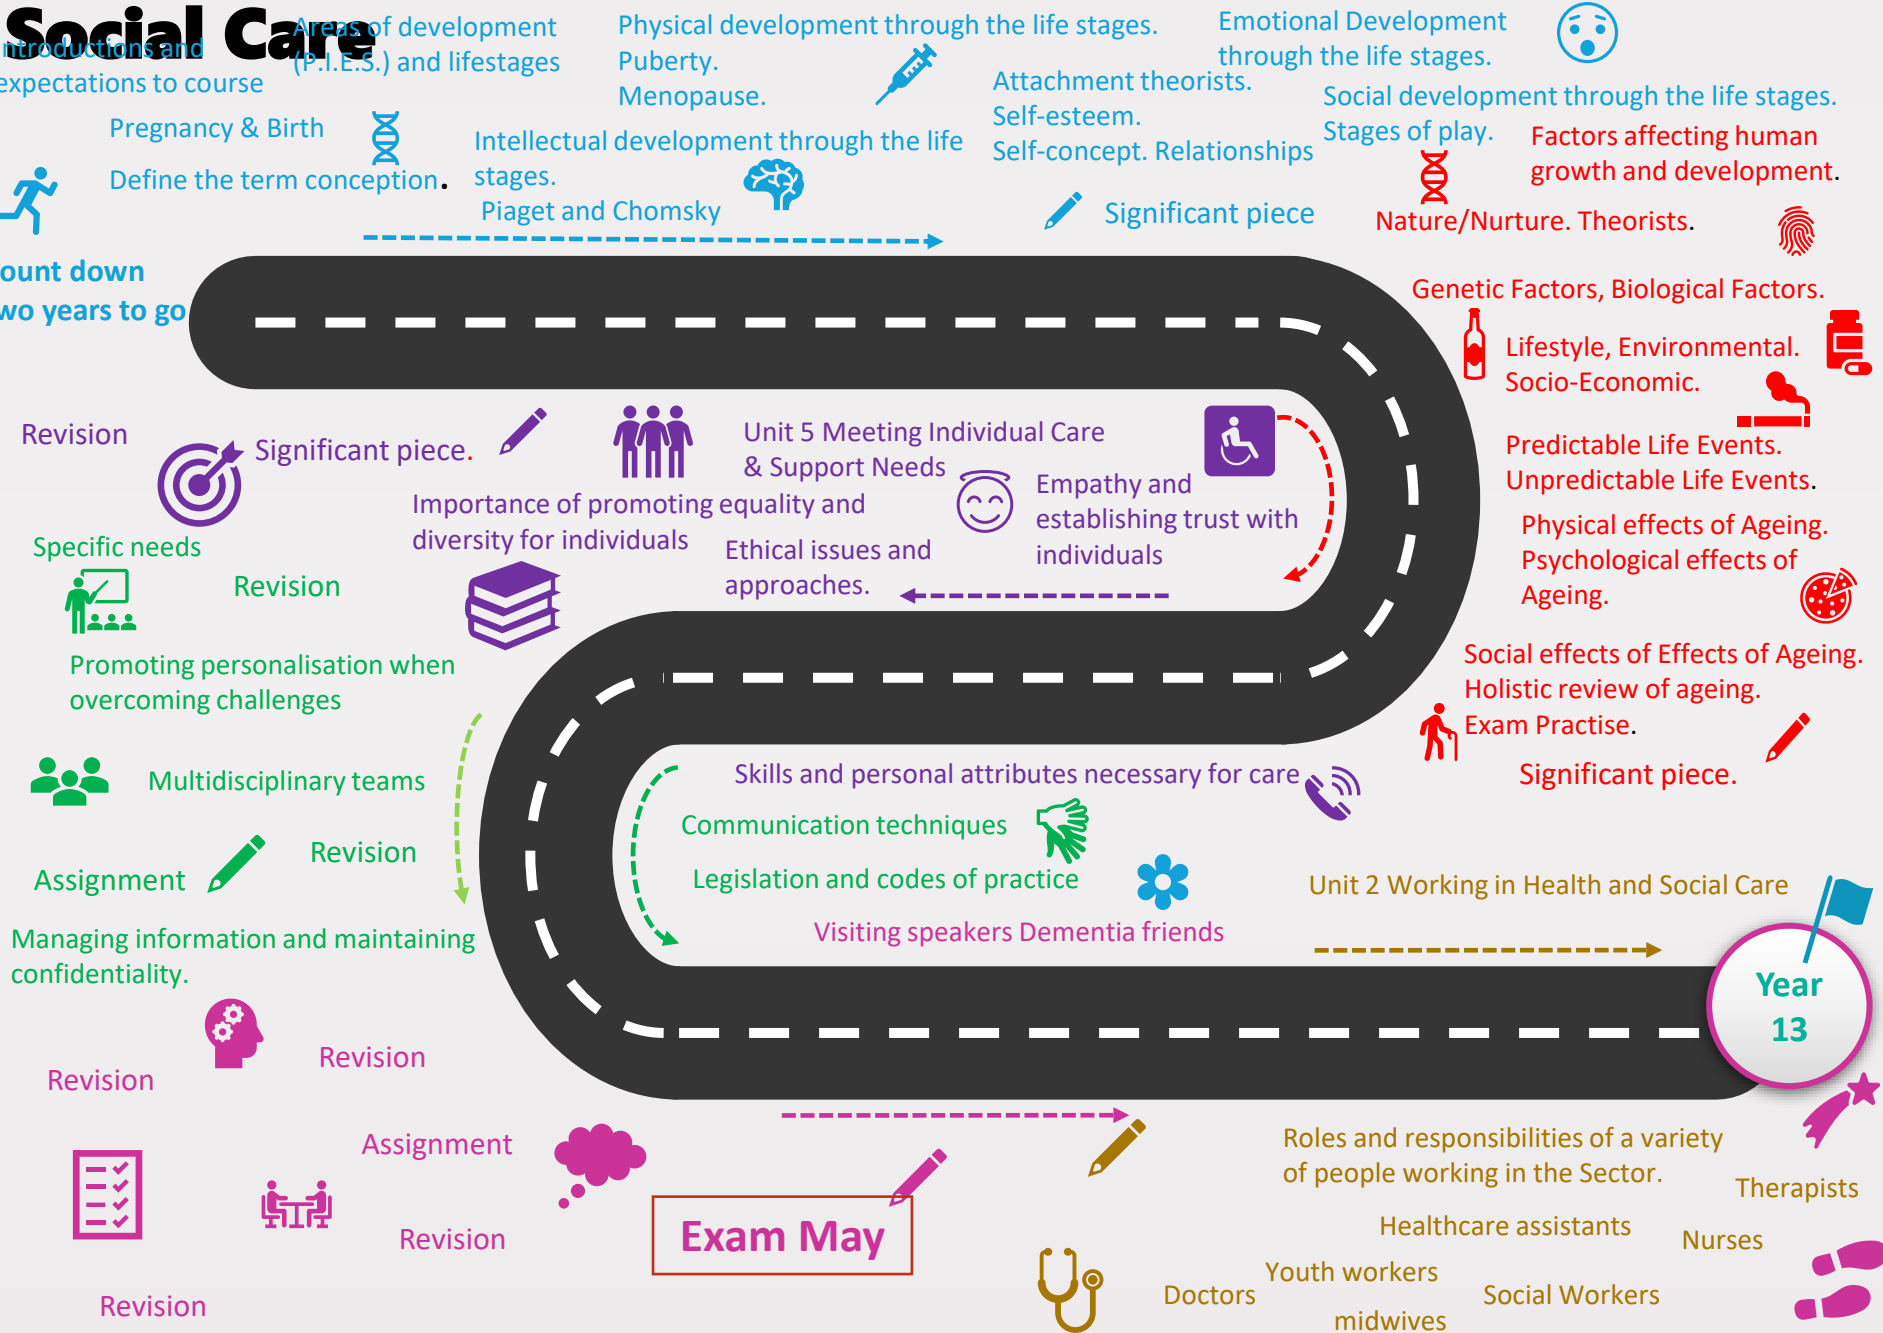 Social Care
ntroductions and
expectations to course
Areas of development
(P.I.E.S.) and lifestages
Physical development through the life stages.
Puberty.
Menopause.
Emotional Development
through the life stages.
Attachment theorists.
Self-esteem.
Self-concept. Relationships
Social development through the life stages.
Stages of play.
Pregnancy & Birth
Define the term conception.
Intellectual development through the life
stages.
Piaget and Chomsky
Significant piece
Factors affecting human
growth and development.
Nature/Nurture. Theorists.
ount down
wo years to go
Genetic Factors, Biological Factors.
Lifestyle, Environmental.
Socio-Economic.
Predictable Life Events.
Unpredictable Life Events.
Physical effects of Ageing.
Psychological effects of
Ageing.
Social effects of Effects of Ageing.
Holistic review of ageing.
Exam Practise.
Significant piece.
Unit 5 Meeting Individual Care
& Support Needs
Empathy and
establishing trust with
individuals
Ethical issues and
approaches.
Importance of promoting equality and
diversity for individuals
Significant piece.
Revision
Specific needs
Revision
Promoting personalisation when
overcoming challenges
Multidisciplinary teams
Revision
Assignment
Managing information and maintaining
confidentiality.
Skills and personal attributes necessary for care
Communication techniques
Legislation and codes of practice
Visiting speakers Dementia friends
Unit 2 Working in Health and Social Care
Year
13
Revision
Revision
Assignment
Revision
Revision
Exam May
Roles and responsibilities of a variety
of people working in the Sector.
Therapists
Healthcare assistants
Nurses
Youth workers
Doctors
Social Workers
midwives